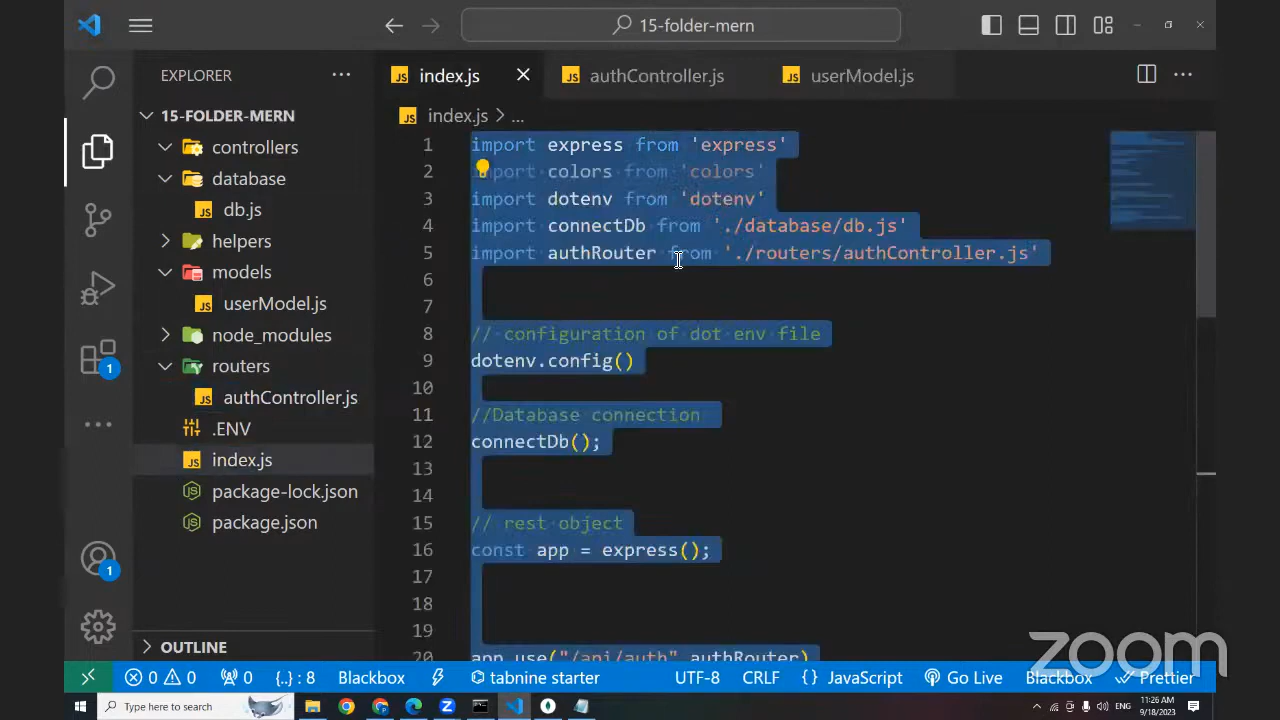 15-folder-mern
EXPLORER
15-FOLDER-MERN
controllers
database
db.js
helpers
models
userModel.js
node_modules
routers
authController.js
.ENV
index.js
package-lock.json
package.json
OUTLINE
index.js
authController.js
userModel.js
index.js > ...
1 import express from 'express'
2 import colors from 'colors'
3 import dotenv from 'dotenv'
4 import connectDb from './database/db.js'
5 import authRouter from './routers/authController.js'
6
7
8 // configuration of dot env file
9 dotenv.config()
10
11 //Database connection
12 connectDb();
13
14
15 // rest object
16 const app = express();
17
18
19
20 app.use("/api/auth",authRouter)
1
1
zoom
0 0 0 {..} : 8 Blackbox tabnine starter UTF-8 CRLF {} JavaScript Go Live Blackbox Prettier
Type here to search
11:26 AM
9/18/2023